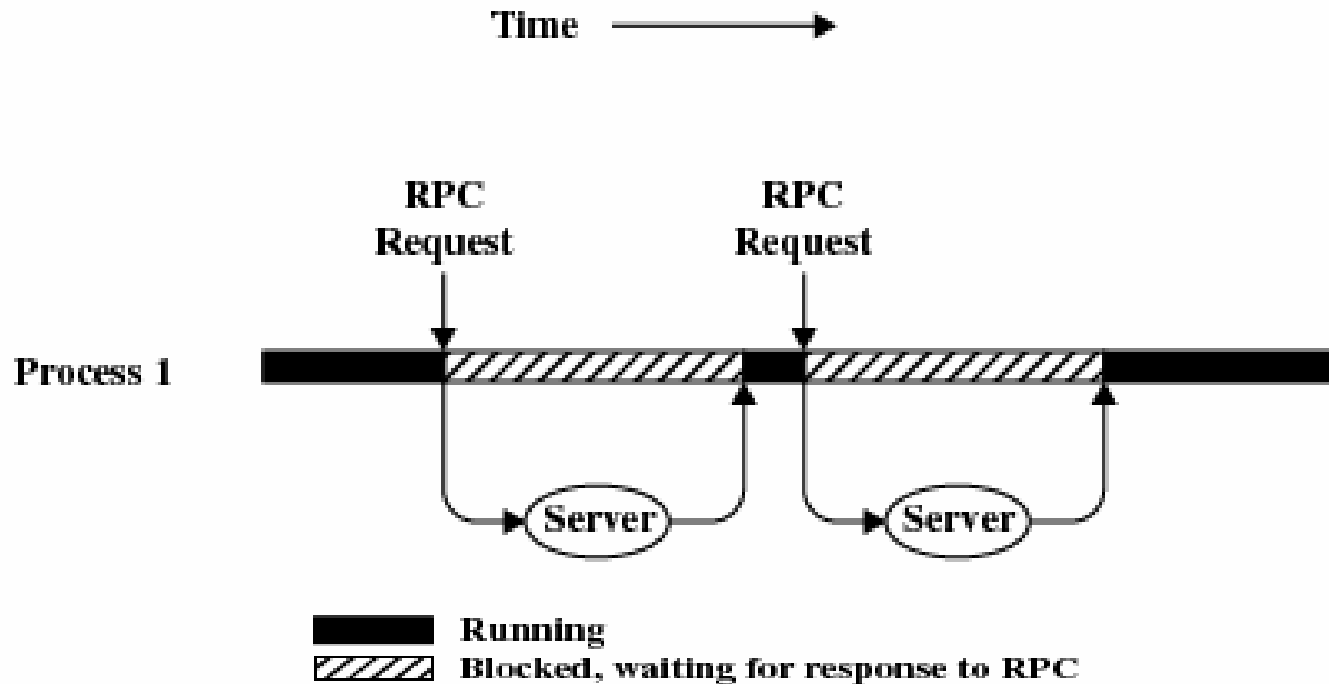 Time
RPC
Request
RPC
Request
Process 1
Server
Server
Running
Blocked, waiting for response to RPC